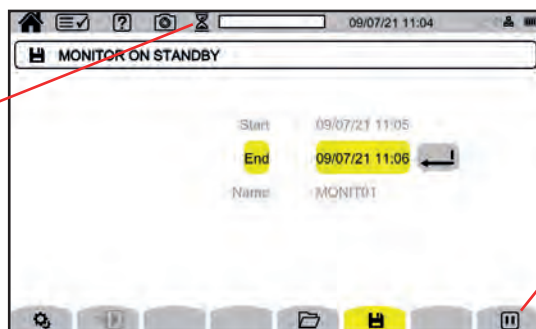 09/07/21 11:04
MONITOR ON STANDBY
Start 09/07/21 11:05
End 09/07/21 11:06
Name MONIT01